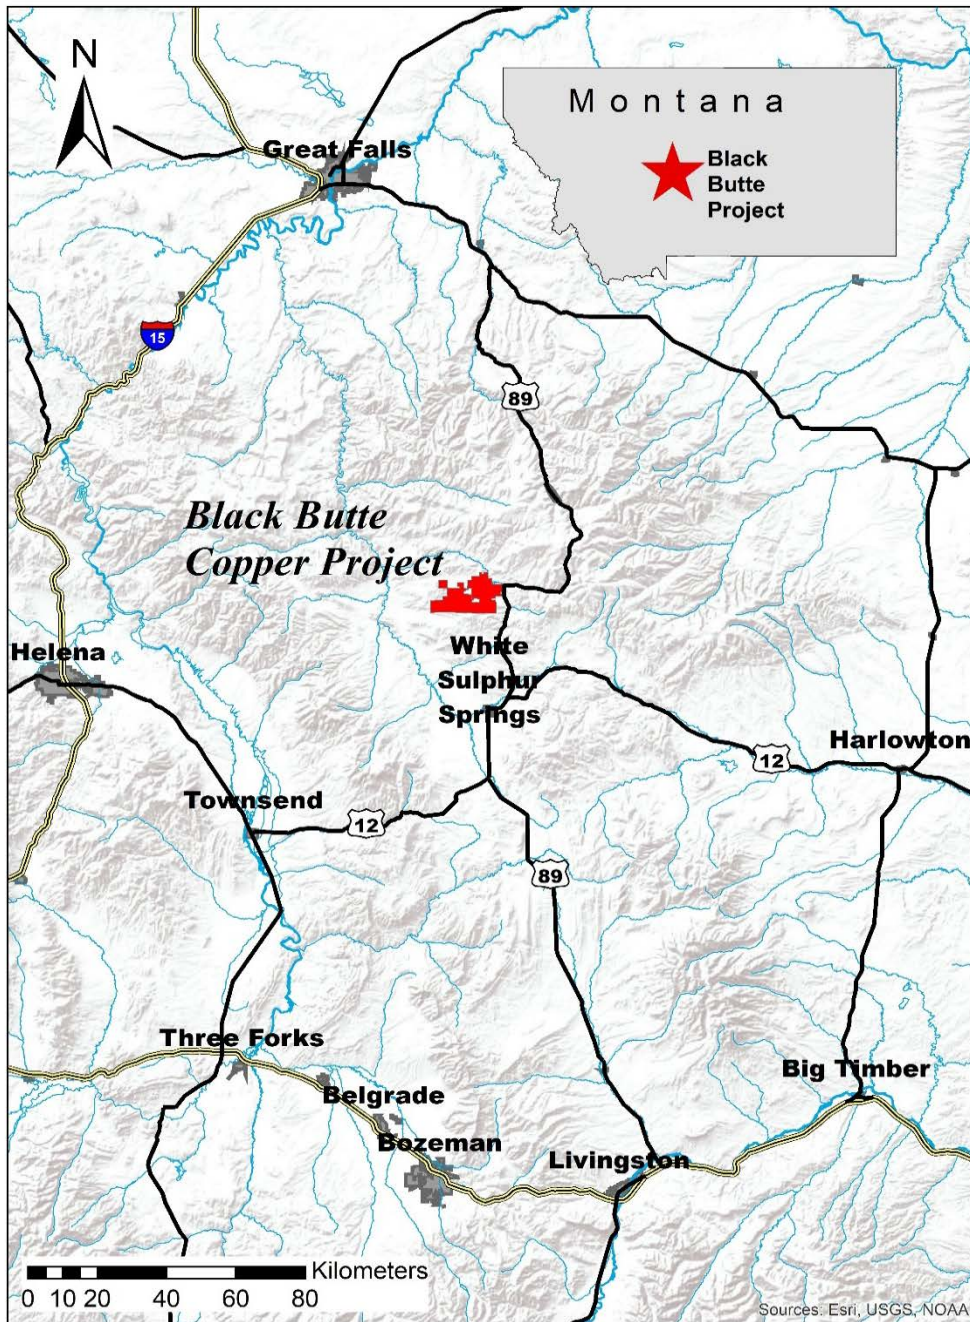 N
Montana
Black
Butte
Project
Great Falls
15
89
Black Butte
Copper Project
White
Sulphur
Springs
Helena
12
Harlowton
Townsend
12
89
Three Forks
Big Timber
Belgrade
Bozeman
Livingston
Kilometers
0 10 20 40 60 80
Sources: Esri, USGS, NOAA